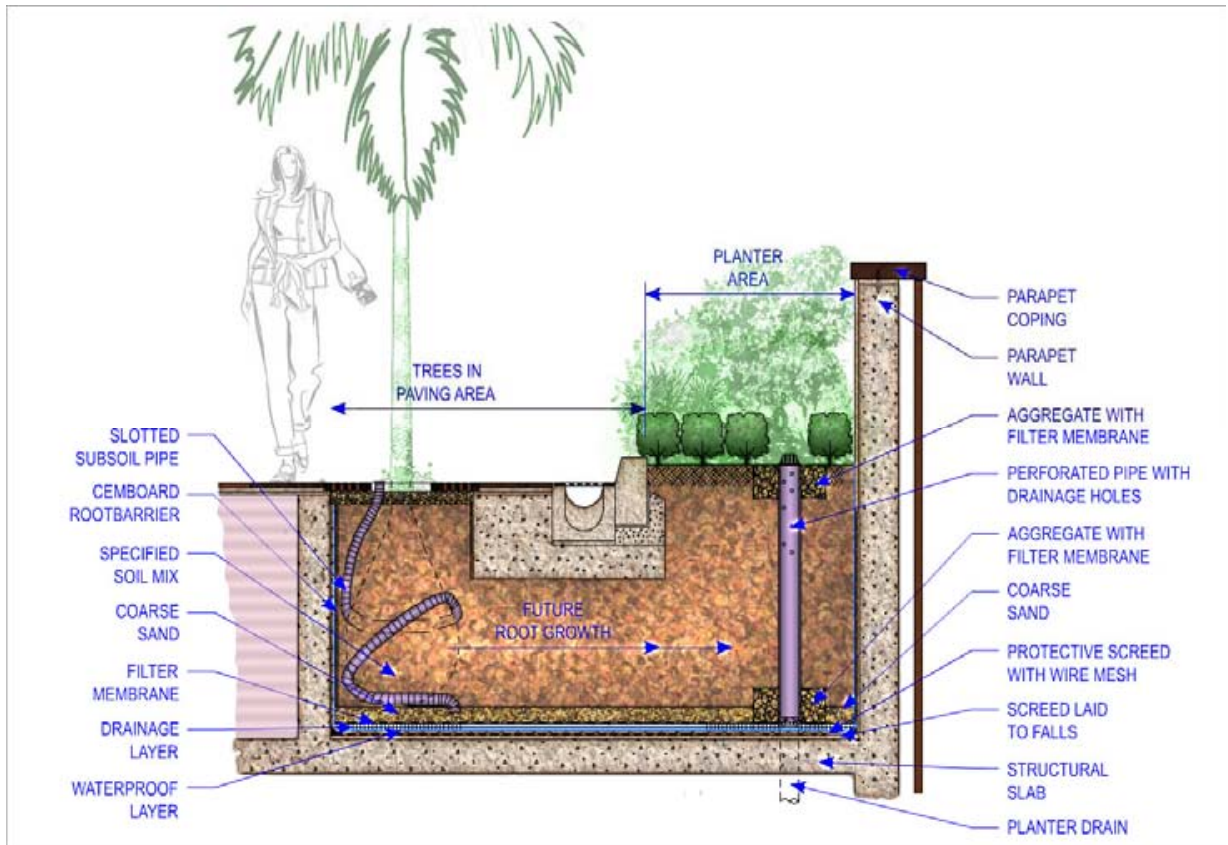 PLANTER
AREA
TREES IN
PAVING AREA
SLOTTED
SUBSOIL PIPE
CEMBOARD
ROOTBARRIER
SPECIFIED
SOIL MIX
COARSE
SAND
FILTER
MEMBRANE
DRAINAGE
LAYER
WATERPROOF
LAYER
FUTURE
ROOT GROWTH
PARAPET
COPING
PARAPET
WALL
AGGREGATE WITH
FILTER MEMBRANE
PERFORATED PIPE WITH
DRAINAGE HOLES
AGGREGATE WITH
FILTER MEMBRANE
COARSE
SAND
PROTECTIVE SCREED
WITH WIRE MESH
SCREED LAID
TO FALLS
STRUCTURAL
SLAB
PLANTER DRAIN